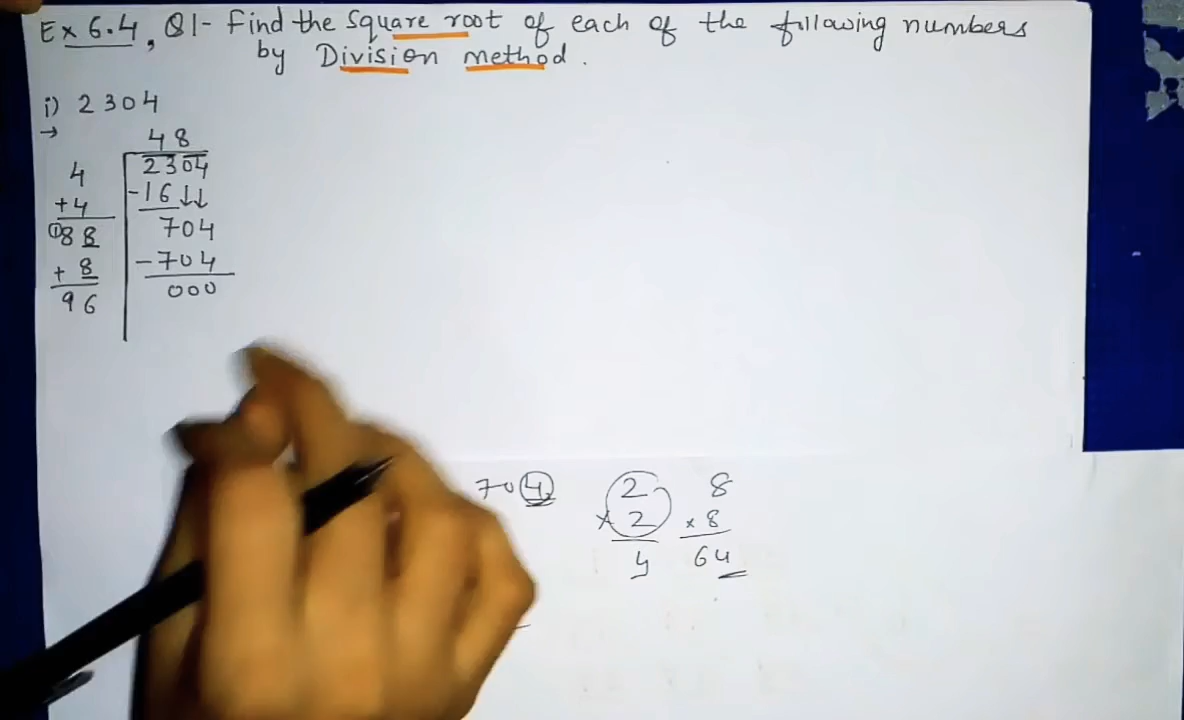 Ex 6.4, Q1- Find the square root of each of the following numbers
by Division method.
i) 2304
→
48
4 2304
+4 -16↓↓
①88 704
+ 8 -704
96 000
704 2 8
× 2 × 8
4 64